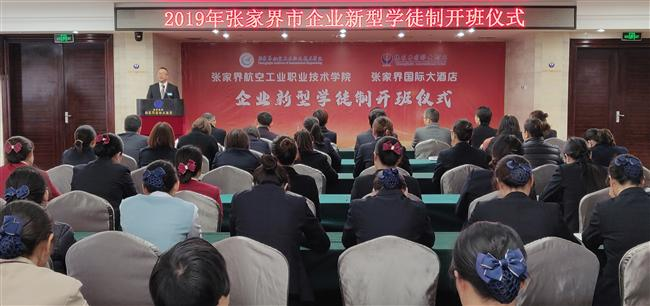 2019年张家界市企业新型学徒制开班仪式
张家界航空工业职业技术学院 张家界国际大酒店
企业新型学徒制开班仪式